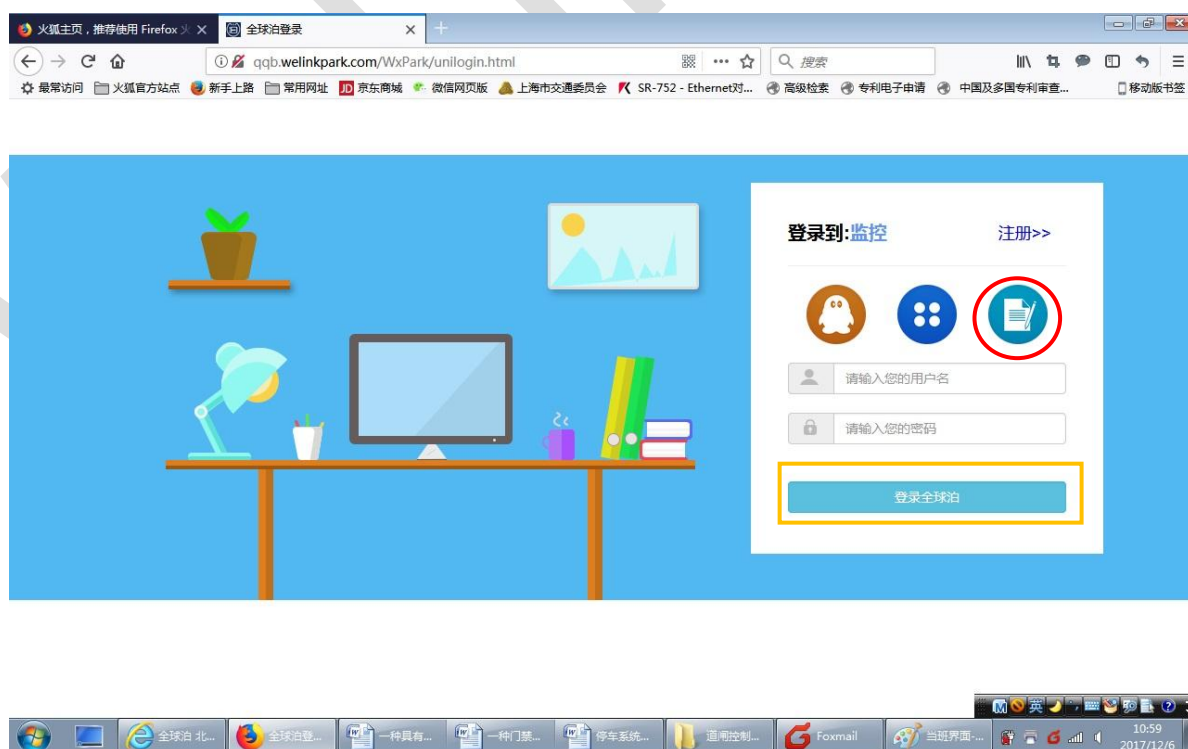 火狐主页，推荐使用 Firefox 火
全球泊登录
qqb.welinkpark.com/WxPark/unilogin.html
搜索
最常访问 火狐官方站点 新手上路 常用网址 JD 京东商城 微信网页版 上海市交通委员会 SR-752 - Ethernet对... 高级检索 专利电子申请 中国及多国专利审查... 移动版书签
登录到:监控 注册>>
请输入您的用户名
请输入您的密码
登录全球泊
英
全球泊 北... 全球泊登... 一种具有... 一种门禁... 停车系统... 道闸控制... Foxmail 当班界面-... 10:59
2017/12/6